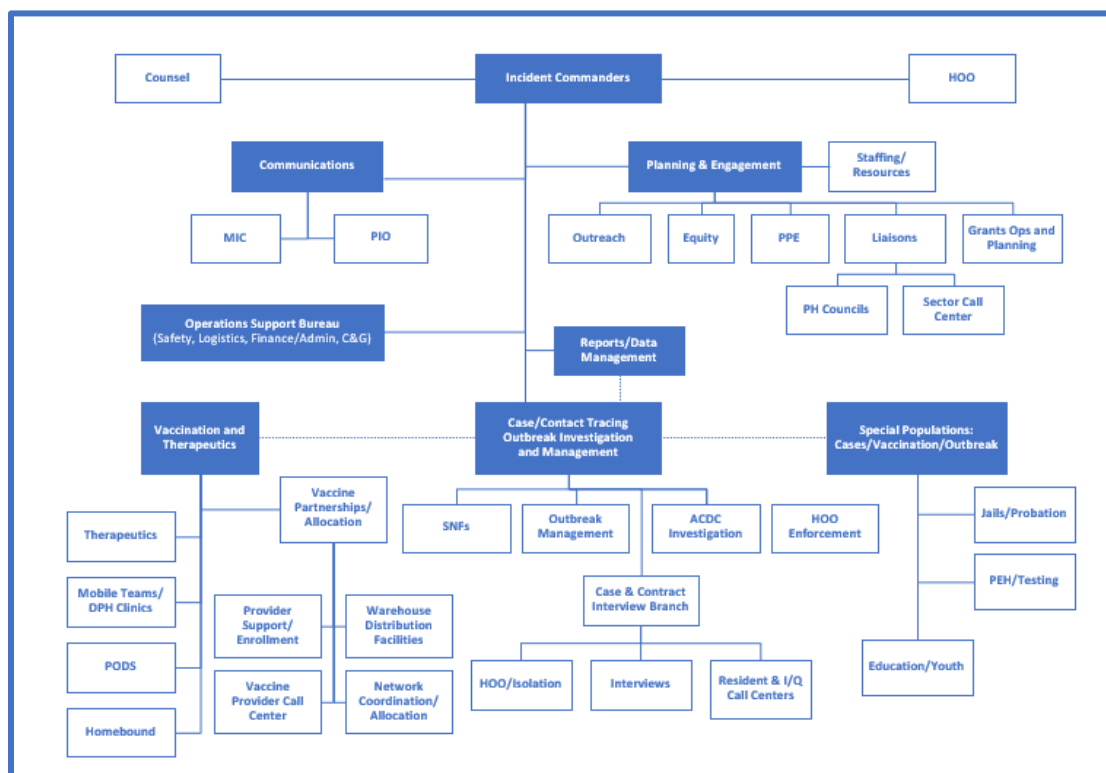 Counsel
Incident Commanders
HOO
Communications
Planning & Engagement
Staffing/
Resources
MIC
PIO
Outreach
Equity
PPE
Liaisons
Grants Ops and
Planning
PH Councils
Sector Call
Center
Operations Support Bureau
(Safety, Logistics, Finance/Admin, C&G)
Reports/Data
Management
Vaccination and
Therapeutics
Case/Contact Tracing
Outbreak Investigation
and Management
Special Populations:
Cases/Vaccination/Outbreak
Vaccine
Partnerships/
Allocation
Therapeutics
Mobile Teams/
DPH Clinics
PODS
Homebound
Provider
Support/
Enrollment
Warehouse
Distribution
Facilities
Vaccine
Provider Call
Center
Network
Coordination/
Allocation
SNFs
Outbreak
Management
ACDC
Investigation
HOO
Enforcement
Case & Contract
Interview Branch
HOO/Isolation
Interviews
Resident & I/Q
Call Centers
Jails/Probation
PEH/Testing
Education/Youth